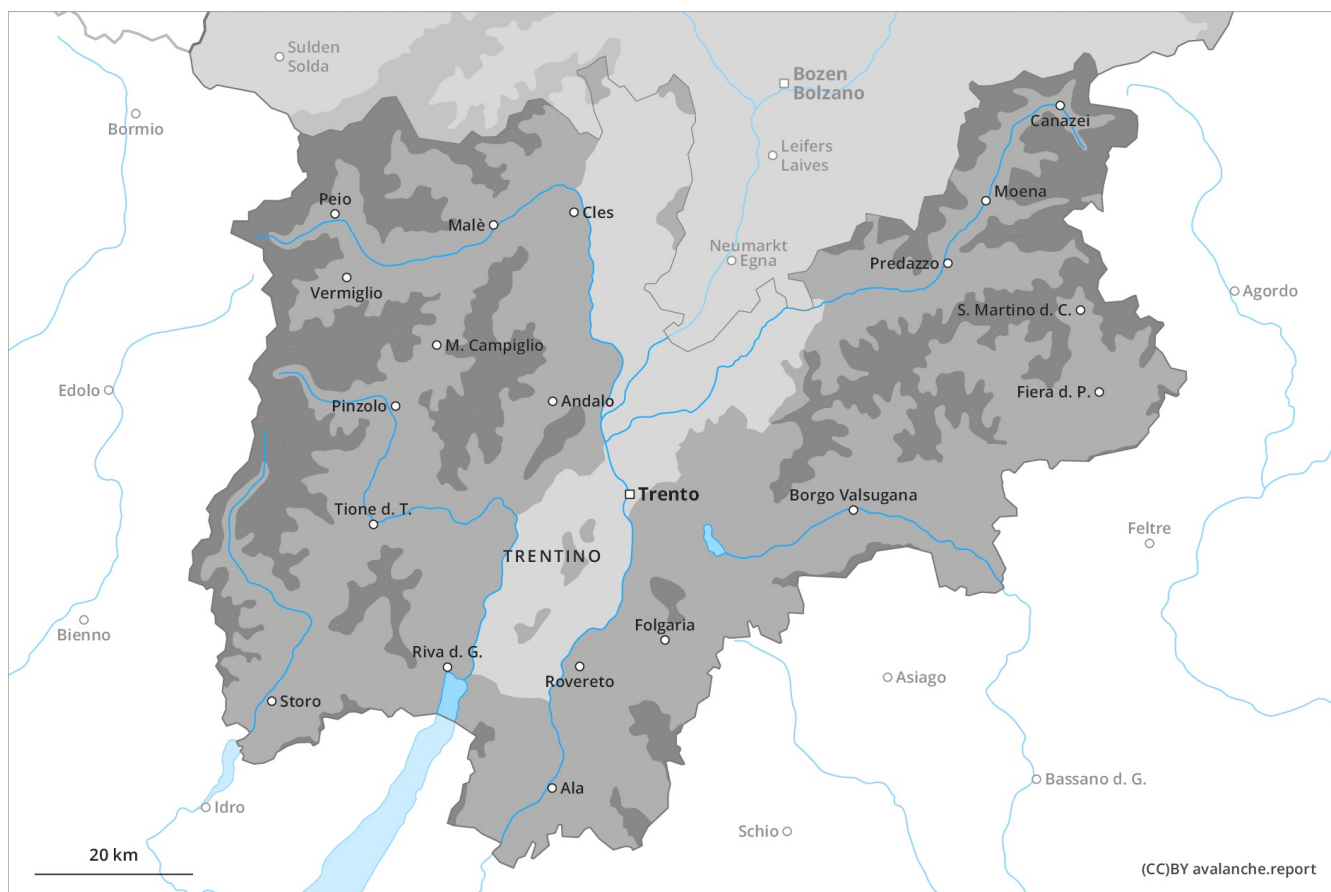 Sulden
Solda
Bozen
Bolzano
Bormio
Canazei
Leifers
Laives
Moena
Peio
Malè
Cles
Neumarkt
Egna
Predazzo
Vermiglio
Agordo
S. Martino d. C.
M. Campiglio
Edolo
Pinzolo
Andalo
Fiera d. P.
Trento
Borgo Valsugana
Tione d. T.
Feltre
TRENTINO
Bienno
Folgaria
Riva d. G.
Rovereto
Asiago
Storo
Bassano d. G.
Ala
Idro
Schio
20 km
(CC)BY avalanche.report